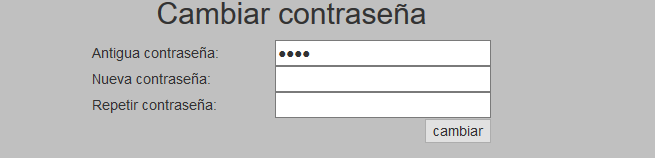 Cambiar contraseña
Antigua contraseña: ••••
Nueva contraseña:
Repetir contraseña:
cambiar